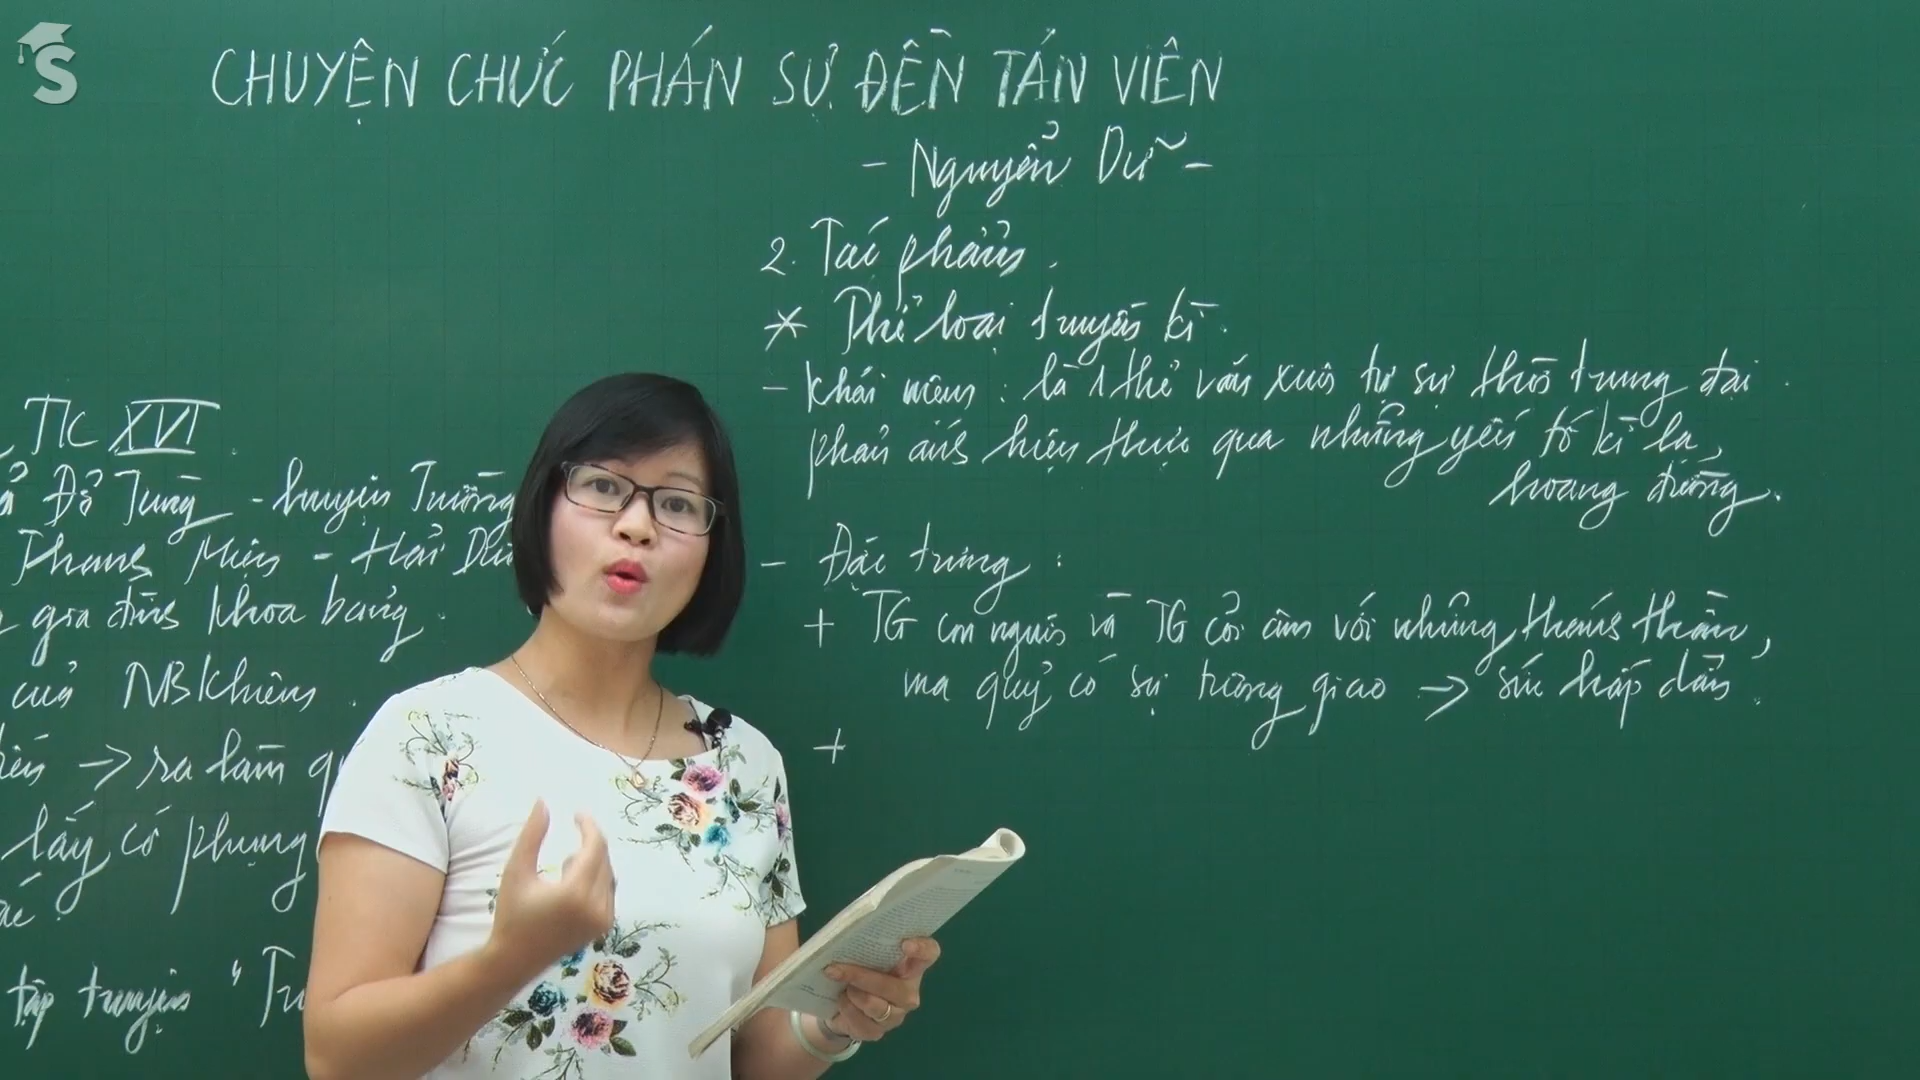 S
CHUYỆN CHỨC PHÁN SỰ ĐỀN TẢN VIÊN
- Nguyễn Dữ -
2. Tác phẩm.
* Thể loại truyền kì.
- Khái niệm : là 1 thể văn xuôi tự sự thời trung đại.
phản ánh hiện thực qua những yếu tố kì lạ,
hoang đường.
- Đặc trưng :
+ TG con người và TG cõi âm với những thánh thần,
ma quỷ có sự tương giao → sức hấp dẫn.
+
TK XVI.
Đỗ Tùng - huyện Trường
Thanh Miện - Hải
gia đình khoa bảng.
của NBKhiêm.
→ ra làm
lấy cớ phụng
tập truyện "